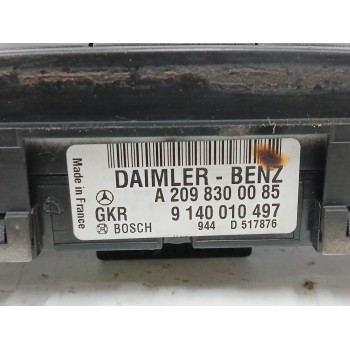 Made in France
DAIMLER - BENZ
A 209 830 00 85
GKR 9 140 010 497
BOSCH 944 D 517876